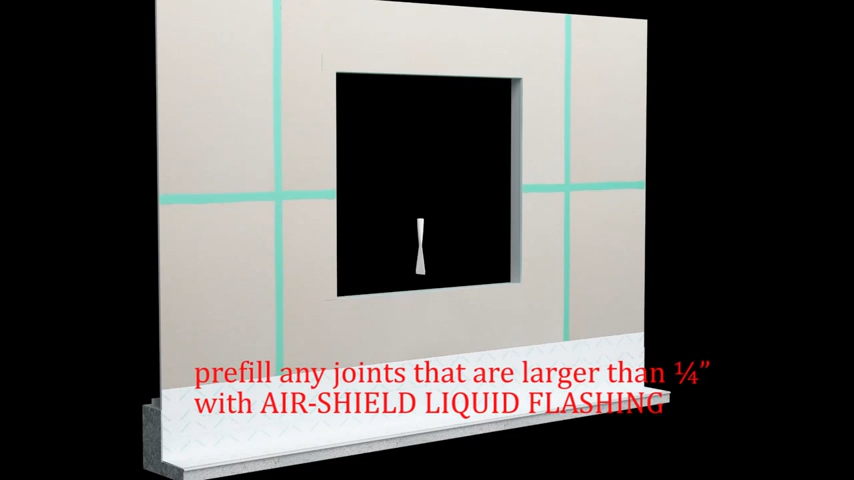 prefill any joints that are larger than ¼”
with AIR-SHIELD LIQUID FLASHING